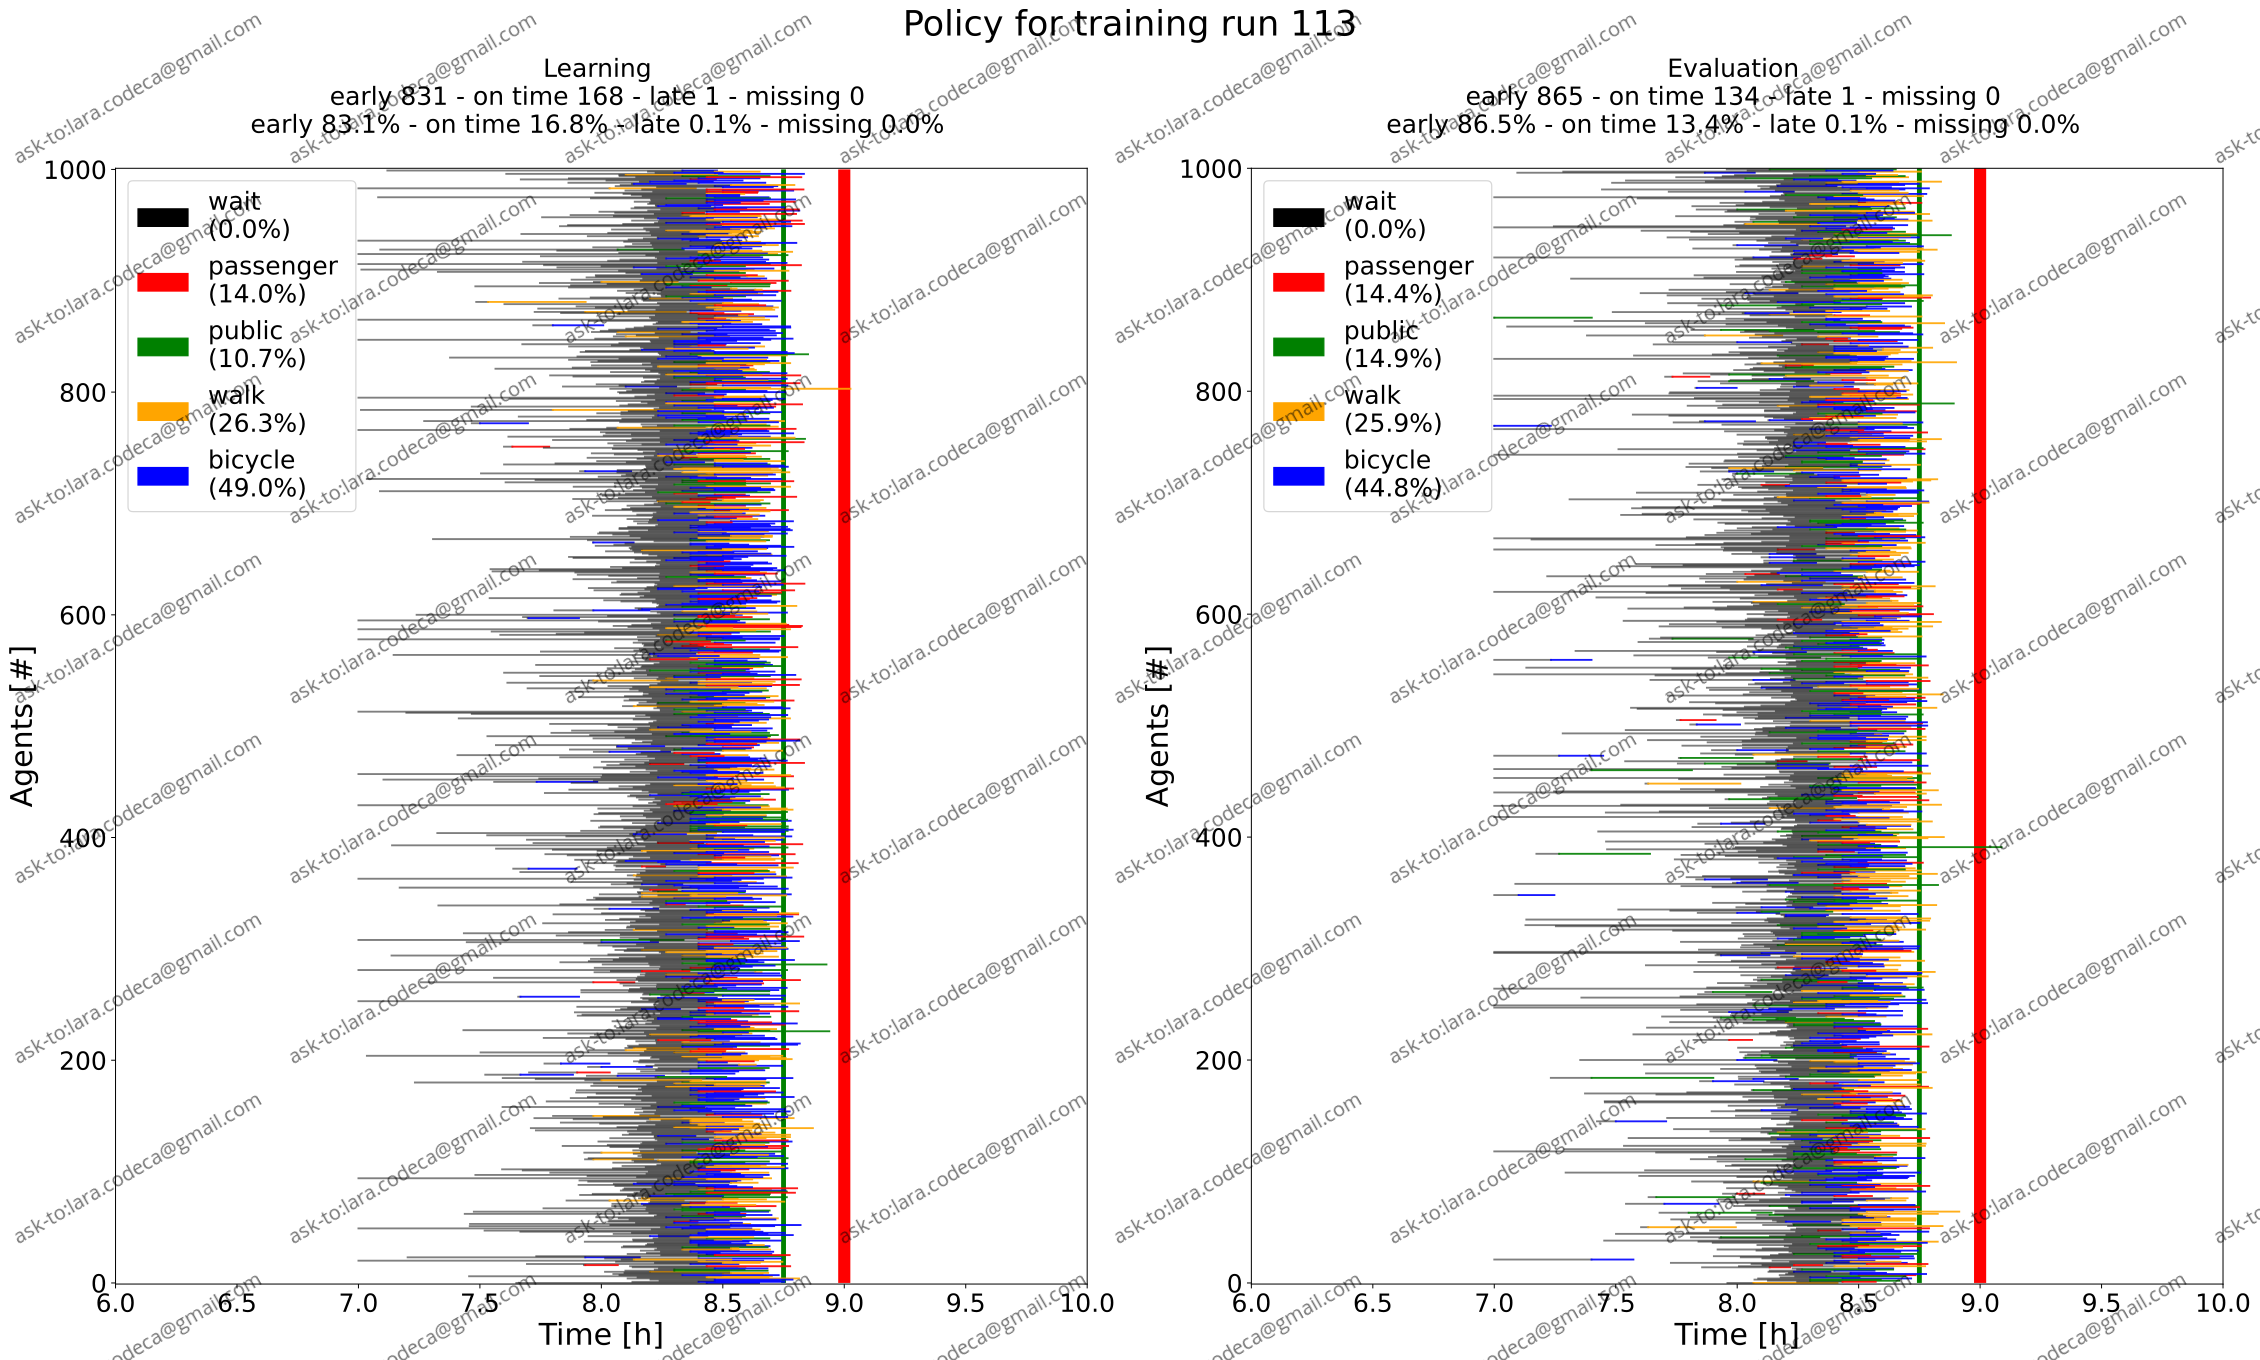 Policy for training run 113
Learning
early 831 - on time 168 - late 1 - missing 0
early 83.1% - on time 16.8% - late 0.1% - missing 0.0%
1000
800
600
400
200
0
Agents [#]
wait
(0.0%)
passenger
(14.0%)
public
(10.7%)
walk
(26.3%)
bicycle
(49.0%)
6.0 6.5 7.0 7.5 8.0 8.5 9.0 9.5 10.0
Time [h]
Evaluation
early 865 - on time 134 - late 1 - missing 0
early 86.5% - on time 13.4% - late 0.1% - missing 0.0%
1000
800
600
400
200
0
Agents [#]
wait
(0.0%)
passenger
(14.4%)
public
(14.9%)
walk
(25.9%)
bicycle
(44.8%)
6.0 6.5 7.0 7.5 8.0 8.5 9.0 9.5 10.0
Time [h]
ask-to:lara.codeca@gmail.com